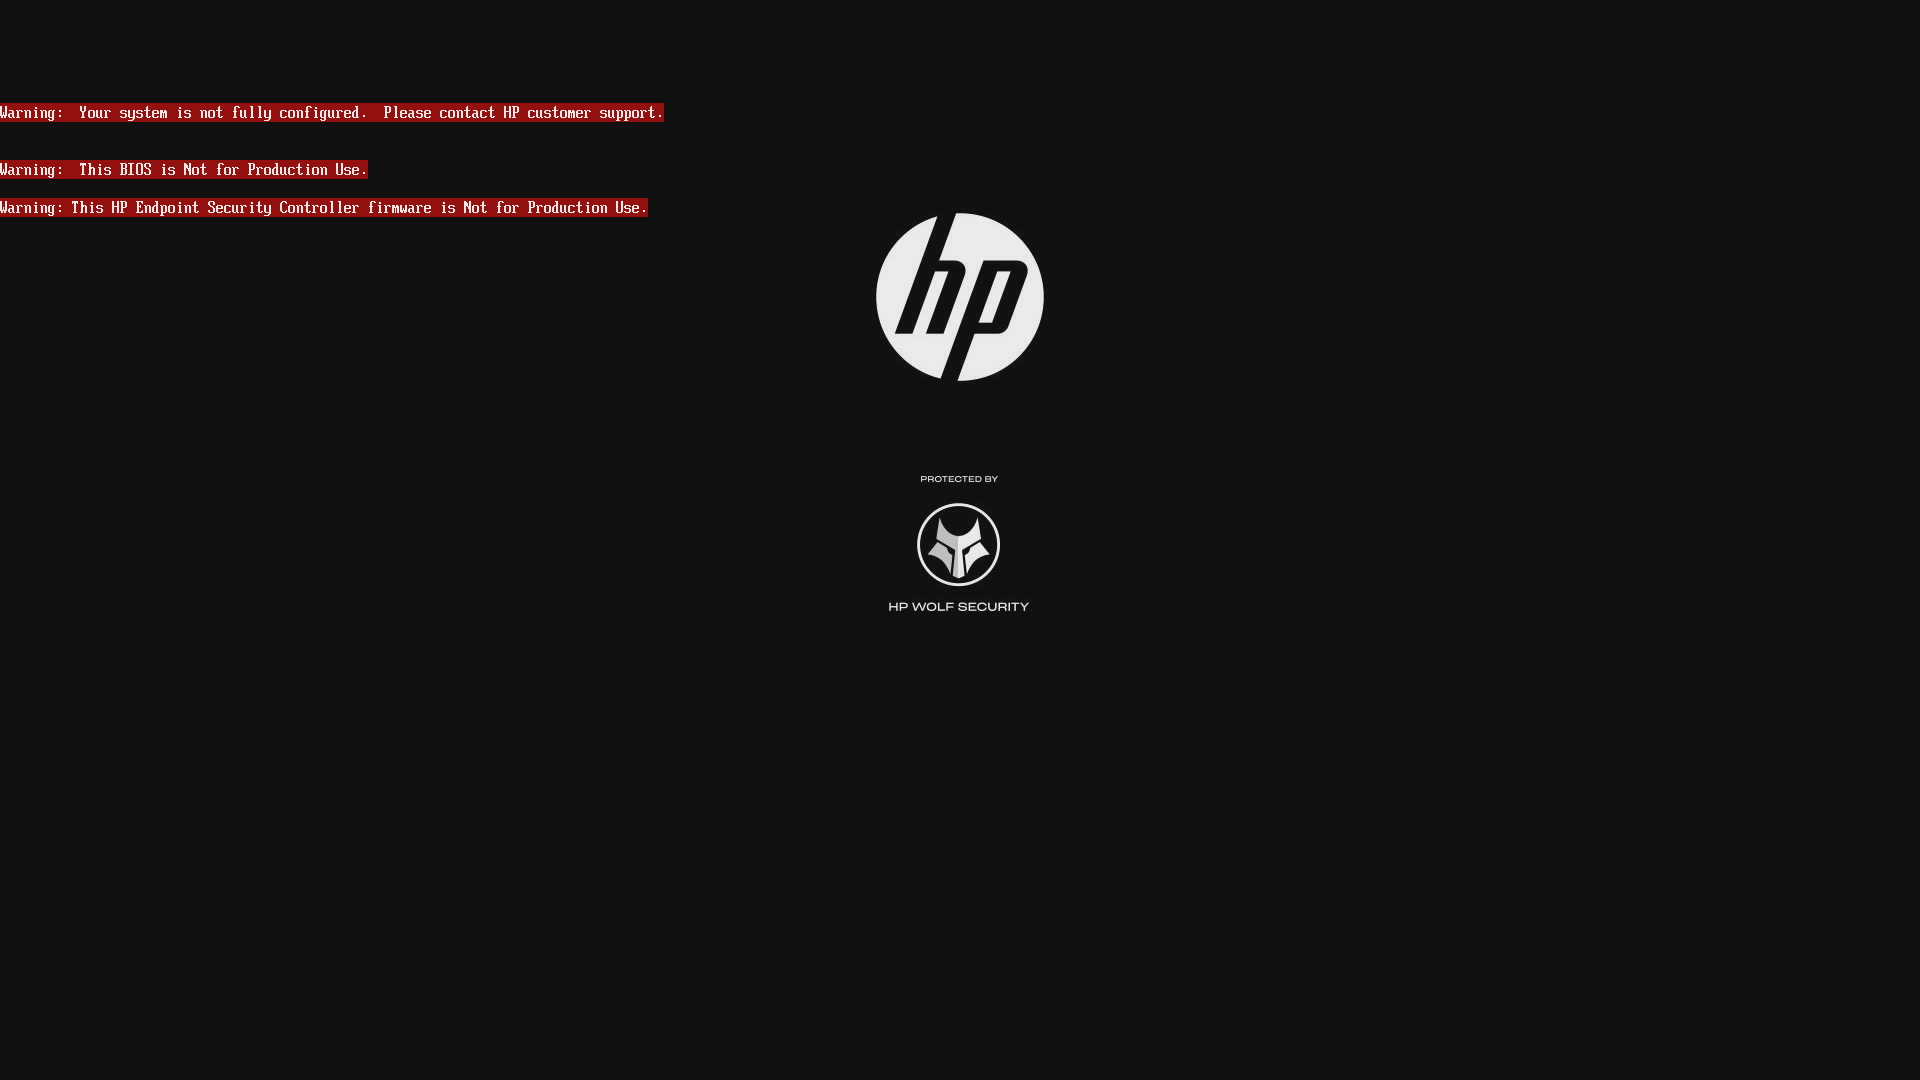 Warning:  Your system is not fully configured.  Please contact HP customer support.
Warning:  This BIOS is Not for Production Use.
Warning: This HP Endpoint Security Controller firmware is Not for Production Use.
hp
PROTECTED BY
HP WOLF SECURITY